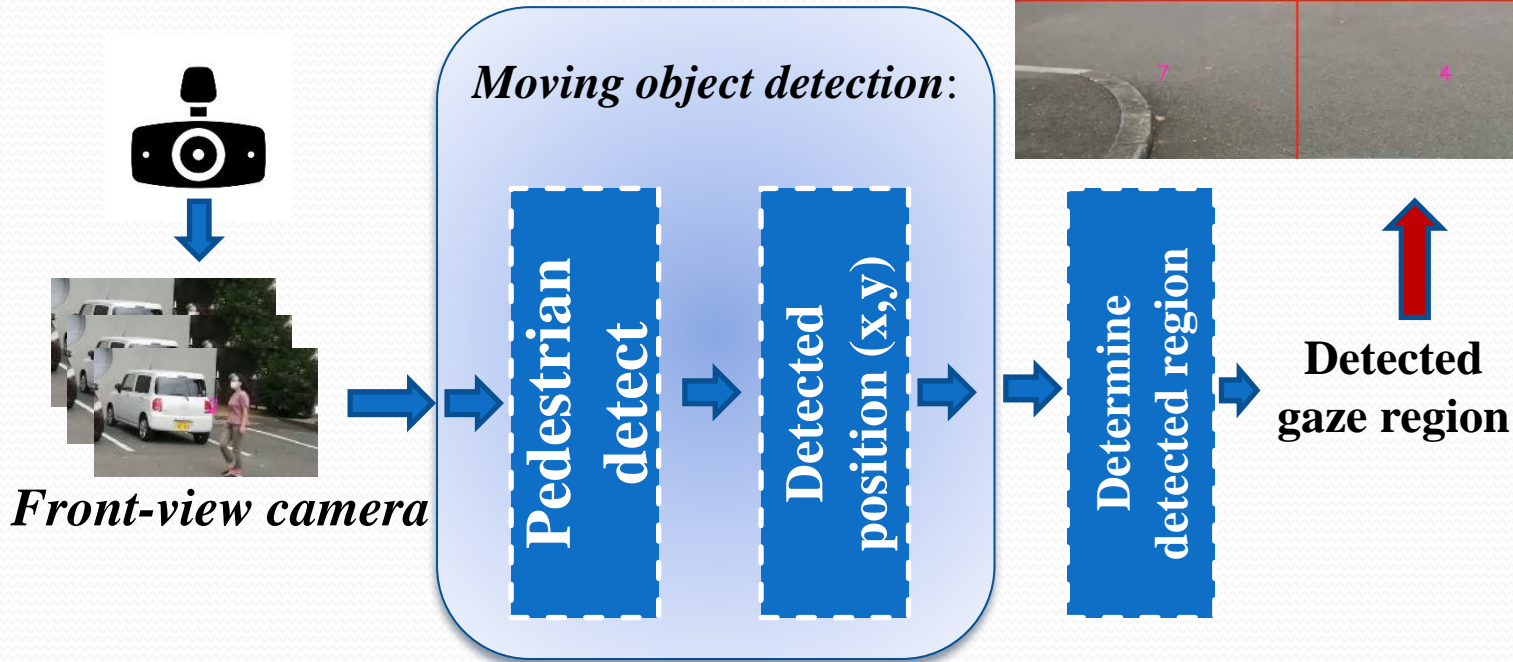 Moving object detection:
7
4
Front-view camera
Pedestrian
detect
Detected
position (x,y)
Determine
detected region
Detected
gaze region